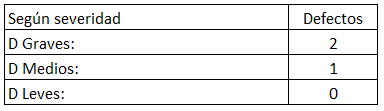 Según severidad Defectos
D Graves: 2
D Medios: 1
D Leves: 0